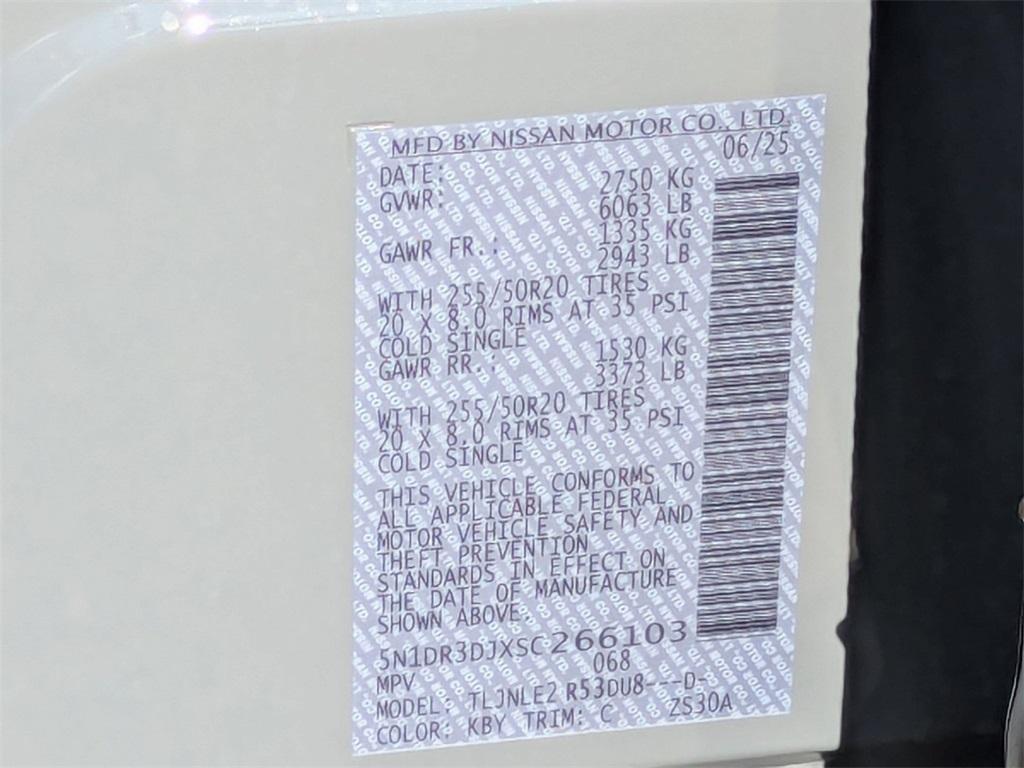 MFD BY NISSAN MOTOR CO., LTD.
DATE: 06/25
GVWR: 2750 KG
6063 LB
GAWR FR.: 1335 KG
2943 LB
WITH 255/50R20 TIRES
20 X 8.0 RIMS AT 35 PSI
COLD SINGLE
GAWR RR.: 1530 KG
3373 LB
WITH 255/50R20 TIRES
20 X 8.0 RIMS AT 35 PSI
COLD SINGLE
THIS VEHICLE CONFORMS TO
ALL APPLICABLE FEDERAL
MOTOR VEHICLE SAFETY AND
THEFT PREVENTION
STANDARDS IN EFFECT ON
THE DATE OF MANUFACTURE
SHOWN ABOVE
5N1DR3DJXSC266103
MPV 068
MODEL: TLJNLE2 R53DU8---D-
COLOR: KBY TRIM: C ZS30A